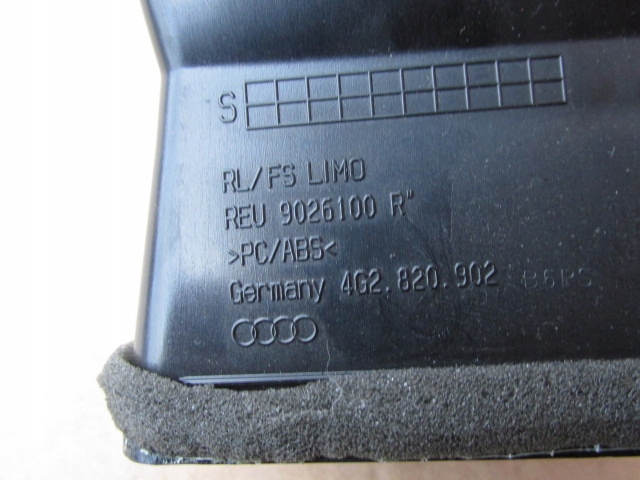 S
RL/FS LIMO
REU 9026100 R"
>PC/ABS<
Germany 4G2.820.902